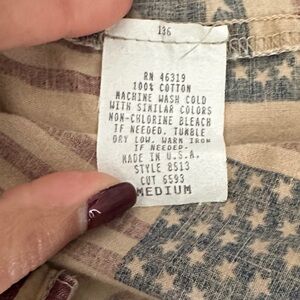 136
RN 46319
100% COTTON
MACHINE WASH COLD
WITH SIMILAR COLORS
NON-CHLORINE BLEACH
IF NEEDED. TUMBLE
DRY LOW. WARM IRON
IF NEEDED.
MADE IN U.S.A.
STYLE 8513
CUT 6593
MEDIUM